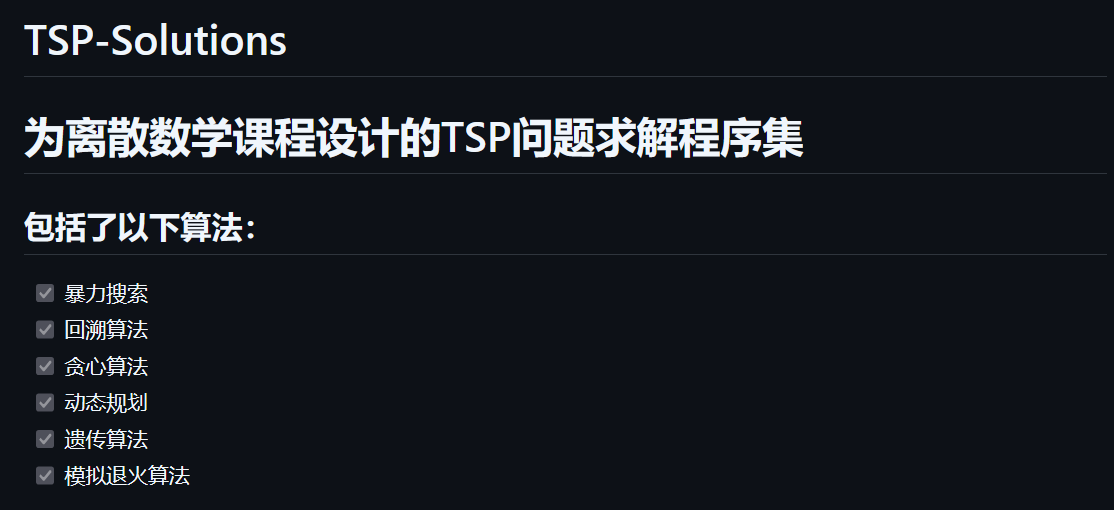 TSP-Solutions
为离散数学课程设计的TSP问题求解程序集
包括了以下算法：
暴力搜索
回溯算法
贪心算法
动态规划
遗传算法
模拟退火算法